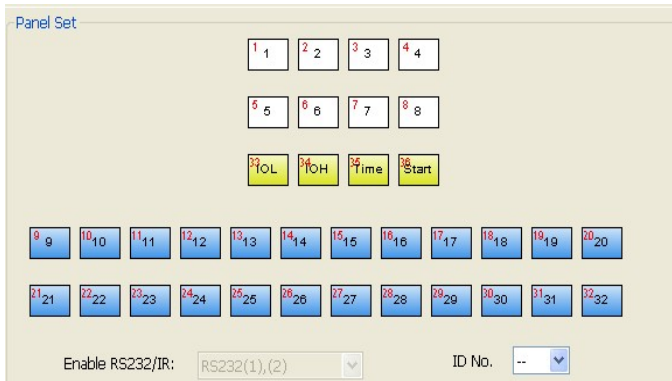 Panel Set
1 1 2 2 3 3 4 4
5 5 6 6 7 7 8 8
33 IOL 34 IOH 35 Time 36 Start
9 9 10 10 11 11 12 12 13 13 14 14 15 15 16 16 17 17 18 18 19 19 20 20
21 21 22 22 23 23 24 24 25 25 26 26 27 27 28 28 29 29 30 30 31 31 32 32
Enable RS232/IR: RS232(1),(2) ID No. --